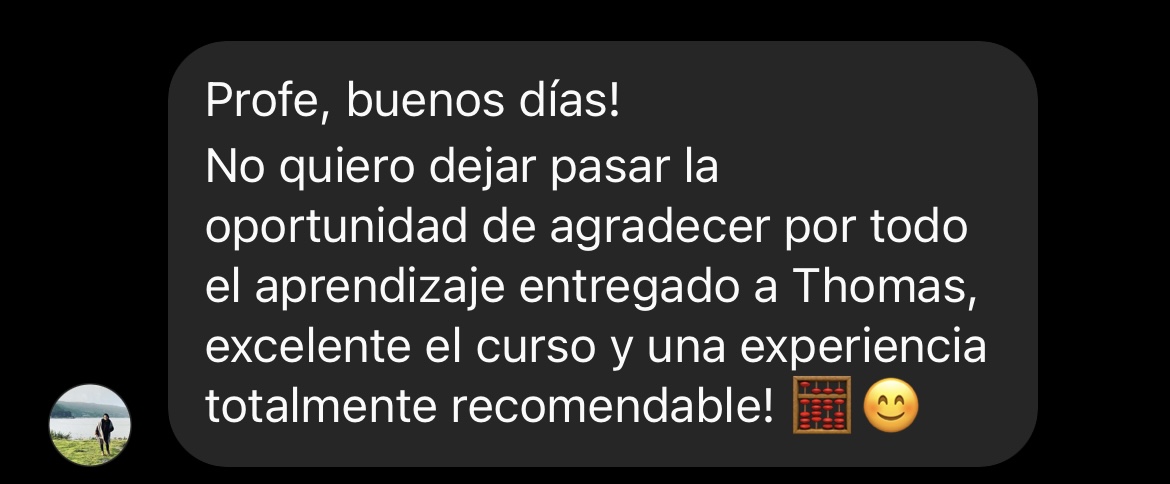 Profe, buenos días!
No quiero dejar pasar la
oportunidad de agradecer por todo
el aprendizaje entregado a Thomas,
excelente el curso y una experiencia
totalmente recomendable! 🧮😊